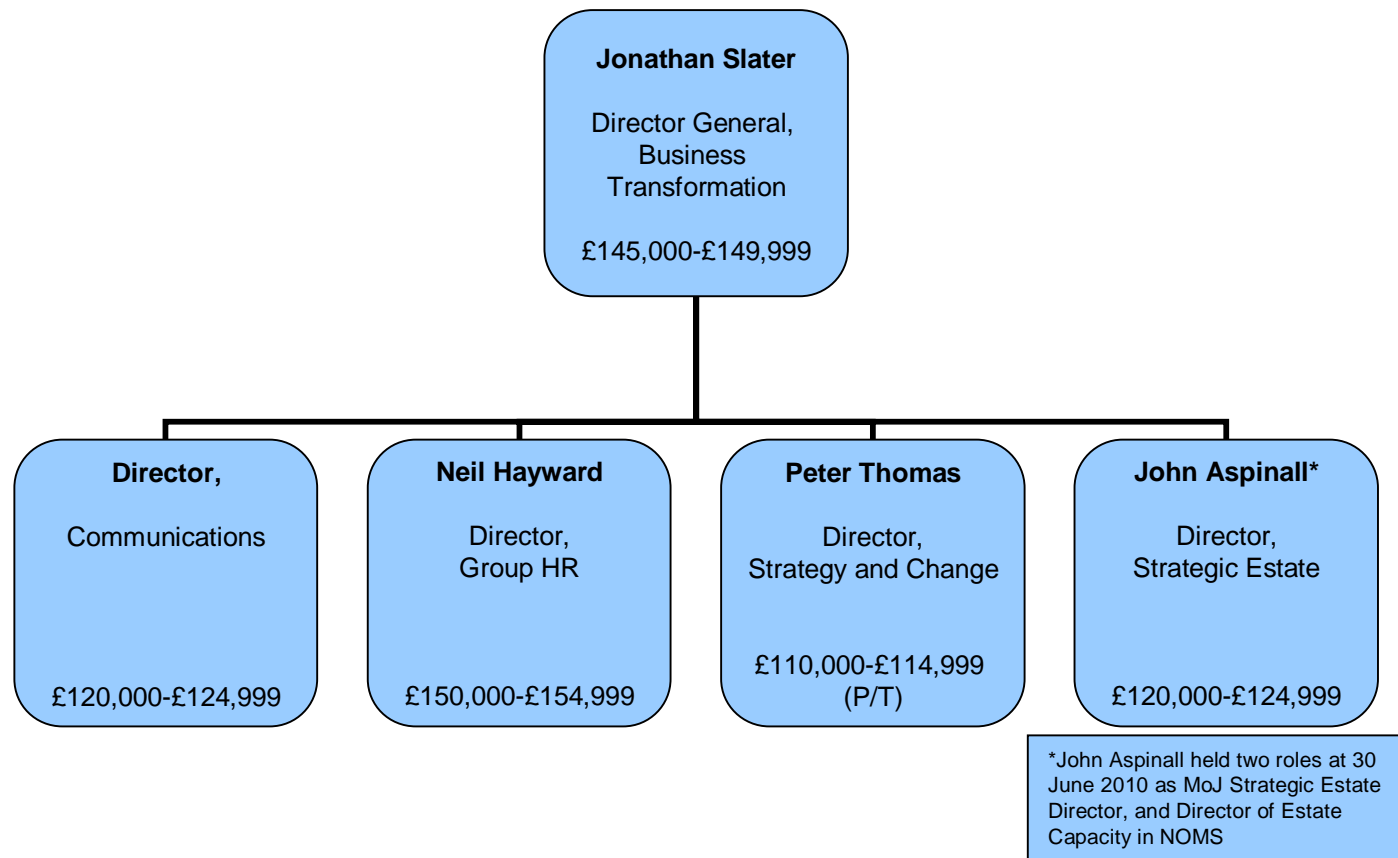 Jonathan Slater
Director General,
Business
Transformation
£145,000-£149,999
Director,
Communications
£120,000-£124,999
Neil Hayward
Director,
Group HR
£150,000-£154,999
Peter Thomas
Director,
Strategy and Change
£110,000-£114,999
(P/T)
John Aspinall*
Director,
Strategic Estate
£120,000-£124,999
*John Aspinall held two roles at 30
June 2010 as MoJ Strategic Estate
Director, and Director of Estate
Capacity in NOMS